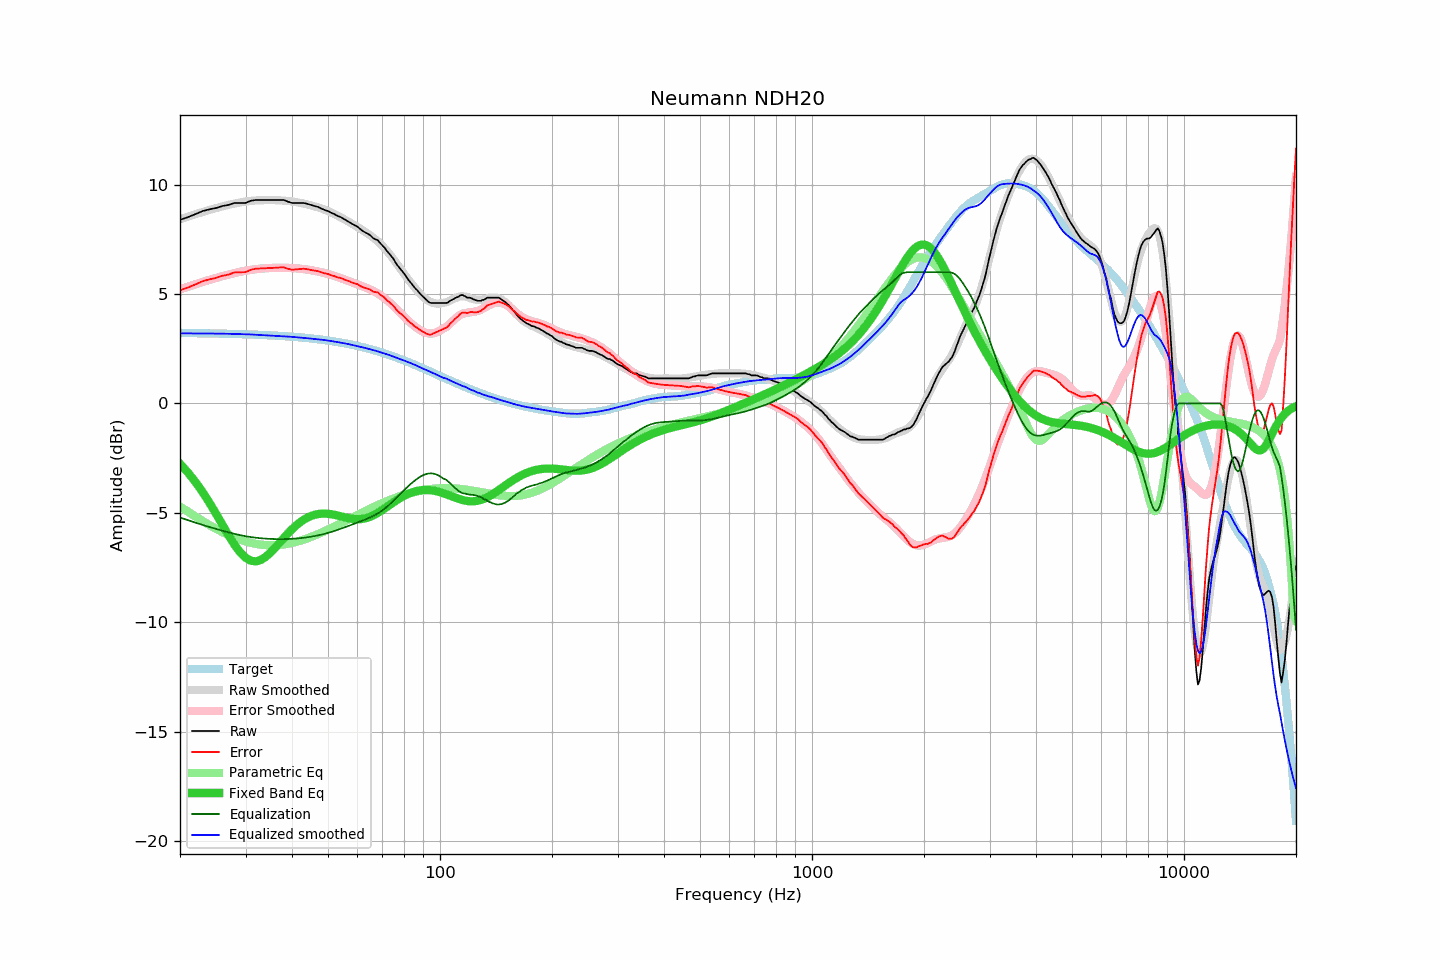 Neumann NDH20
Amplitude (dBr)
10
5
0
−5
−10
−15
−20
Target
Raw Smoothed
Error Smoothed
Raw
Error
Parametric Eq
Fixed Band Eq
Equalization
Equalized smoothed
100
1000
10000
Frequency (Hz)